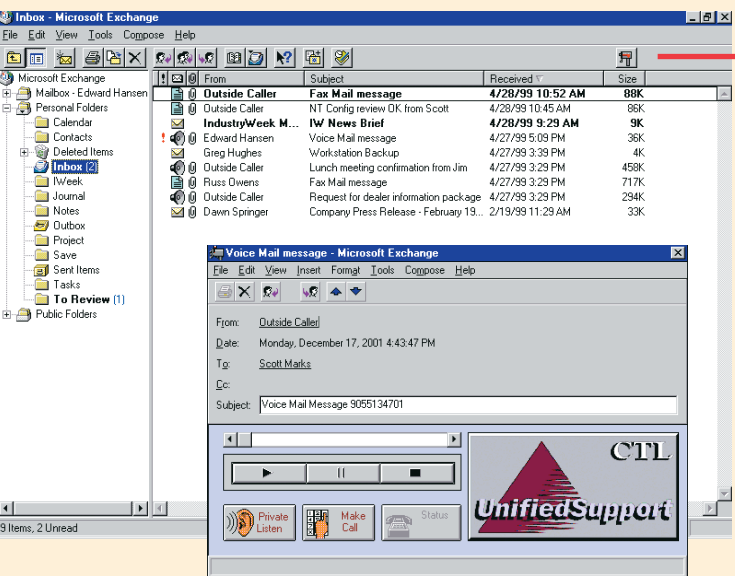 Inbox - Microsoft Exchange
File Edit View Tools Compose Help
Microsoft Exchange
Mailbox - Edward Hansen
Personal Folders
Calendar
Contacts
Deleted Items
Inbox (2)
IWeek
Journal
Notes
Outbox
Project
Save
Sent Items
Tasks
To Review (1)
Public Folders
! From Subject Received Size
Outside Caller Fax Mail message 4/28/99 10:52 AM 88K
Outside Caller NT Config review OK from Scott 4/28/99 10:45 AM 86K
IndustryWeek M... IW News Brief 4/28/99 9:29 AM 9K
! Edward Hansen Voice Mail message 4/27/99 5:09 PM 36K
Greg Hughes Workstation Backup 4/27/99 3:39 PM 4K
Outside Caller Lunch meeting confirmation from Jim 4/27/99 3:29 PM 458K
Russ Owens Fax Mail message 4/27/99 3:29 PM 717K
Outside Caller Request for dealer information package 4/27/99 3:29 PM 294K
Dawn Springer Company Press Release - February 19... 2/19/99 11:29 AM 33K
Voice Mail message - Microsoft Exchange
File Edit View Insert Format Tools Compose Help
From: Outside Caller
Date: Monday, December 17, 2001 4:43:47 PM
To: Scott Marks
Cc:
Subject: Voice Mail Message 9055134701
CTL
UnifiedSupport
Private Listen
Make Call
Status
9 Items, 2 Unread